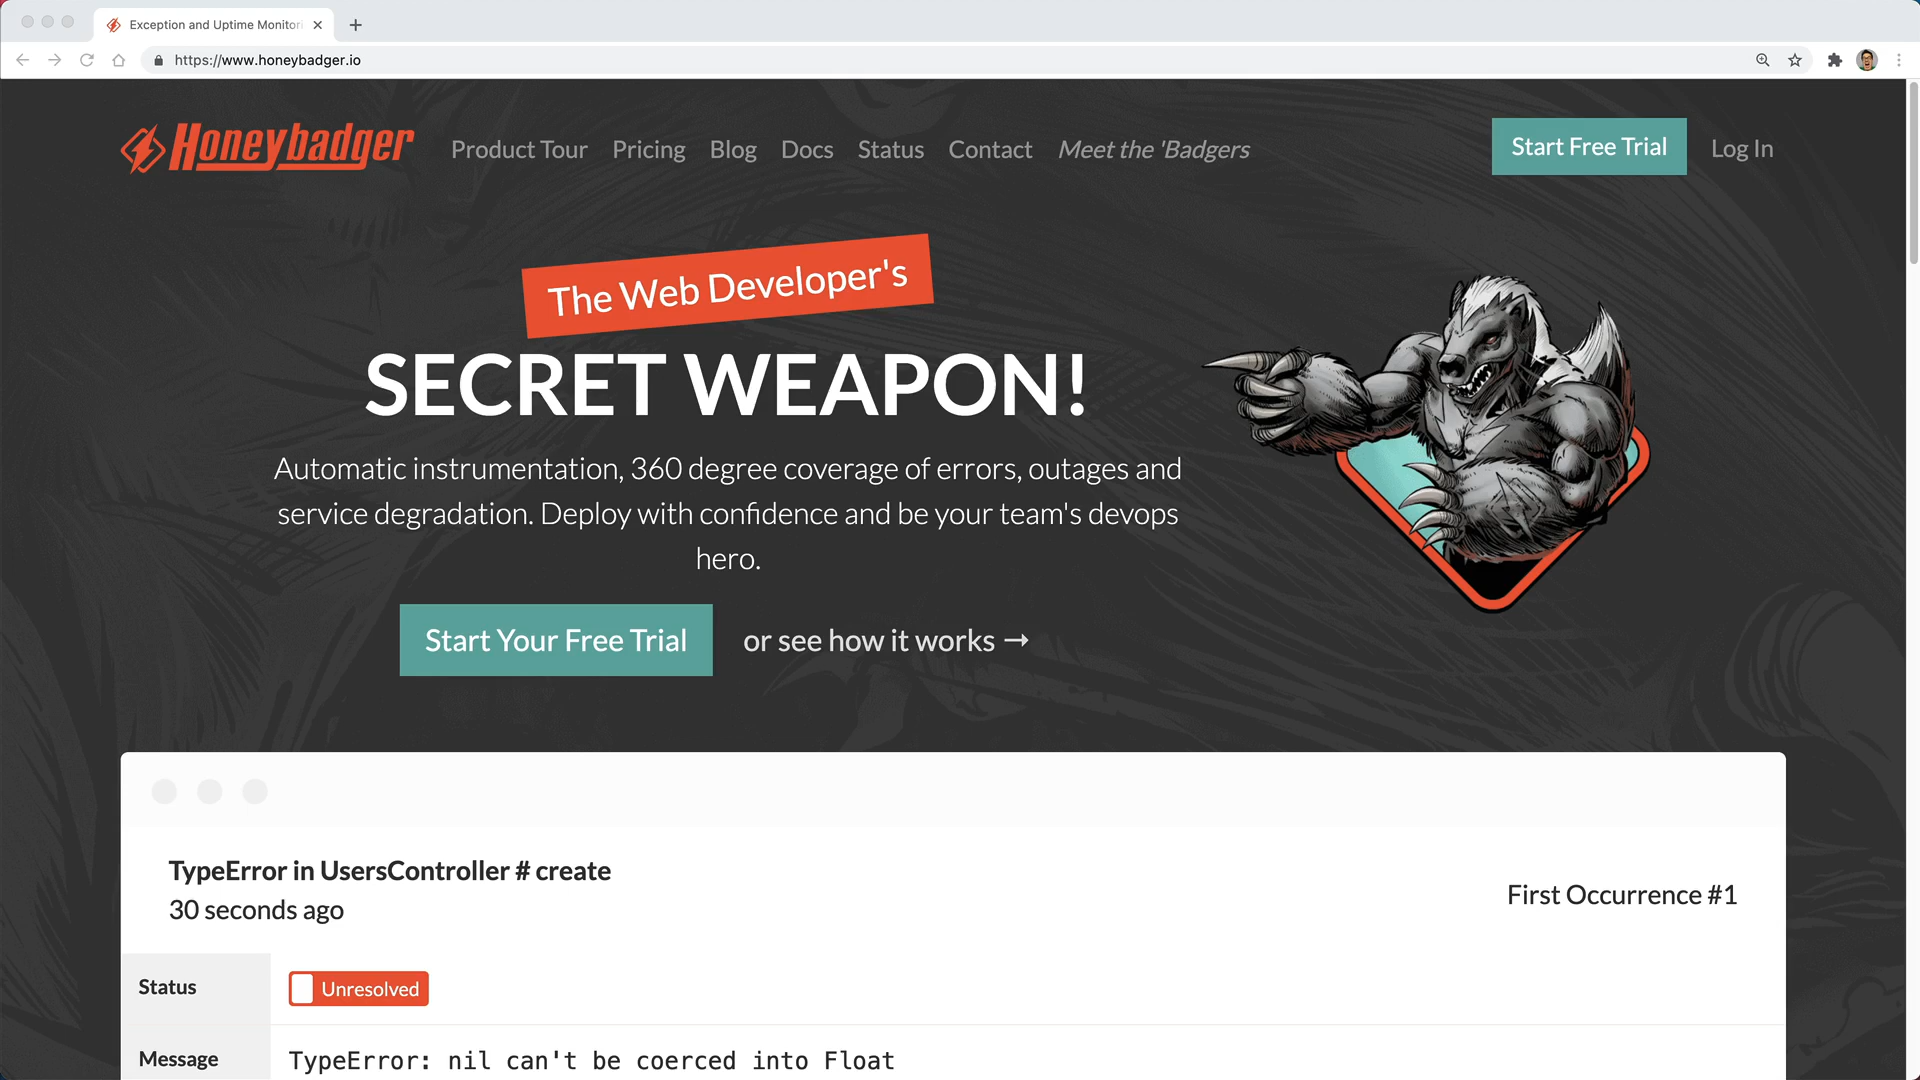 Exception and Uptime Monitori
https://www.honeybadger.io
Honeybadger
Product Tour Pricing Blog Docs Status Contact Meet the 'Badgers
Start Free Trial
Log In
The Web Developer's
SECRET WEAPON!
Automatic instrumentation, 360 degree coverage of errors, outages and
service degradation. Deploy with confidence and be your team's devops
hero.
Start Your Free Trial
or see how it works →
TypeError in UsersController # create
30 seconds ago
First Occurrence #1
Status
Unresolved
Message
TypeError: nil can't be coerced into Float